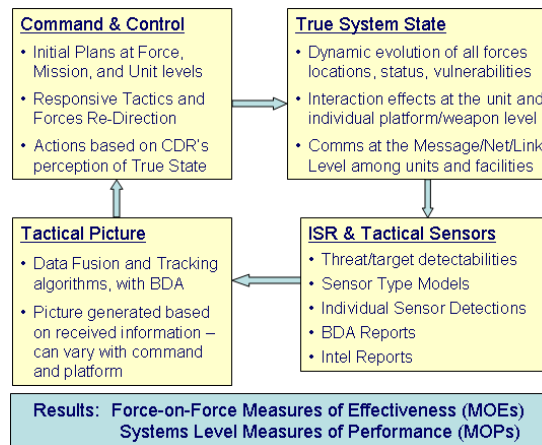 Command & Control
• Initial Plans at Force,
Mission, and Unit levels
• Responsive Tactics and
Forces Re-Direction
• Actions based on CDR's
perception of True State
True System State
• Dynamic evolution of all forces
locations, status, vulnerabilities
• Interaction effects at the unit and
individual platform/weapon level
• Comms at the Message/Net/Link
Level among units and facilities
Tactical Picture
• Data Fusion and Tracking
algorithms, with BDA
• Picture generated based
on received information –
can vary with command
and platform
ISR & Tactical Sensors
• Threat/target detectabilities
• Sensor Type Models
• Individual Sensor Detections
• BDA Reports
• Intel Reports
Results: Force-on-Force Measures of Effectiveness (MOEs)
Systems Level Measures of Performance (MOPs)